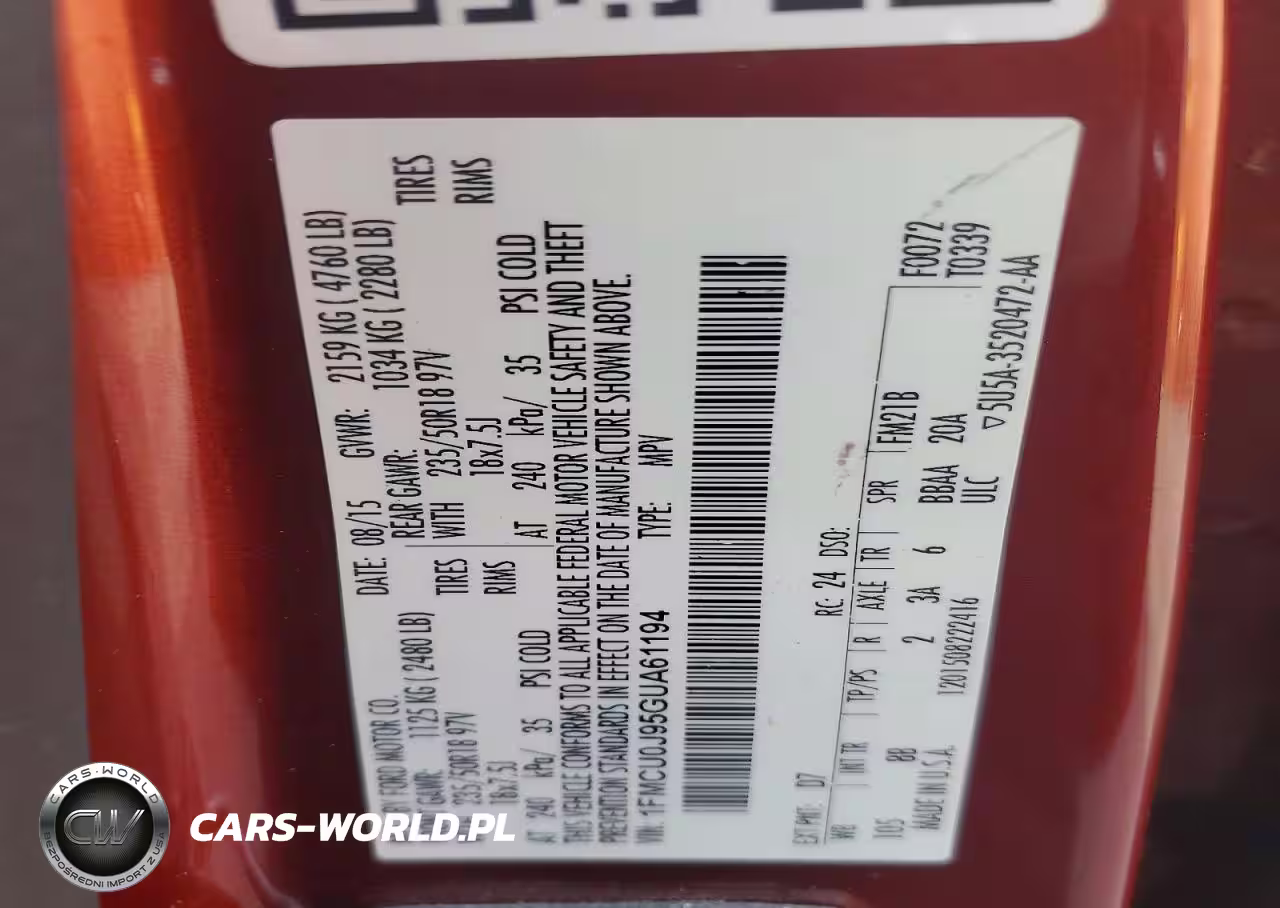 BY FORD MOTOR CO.
DATE: 08/15 GVWR: 2159 KG ( 4760 LB)
GAWR: 1125 KG ( 2480 LB) REAR GAWR: 1034 KG ( 2280 LB)
235/50R18 97V TIRES WITH 235/50R18 97V TIRES
18x7.5J RIMS 18x7.5J RIMS
AT 240 kPa/ 35 PSI COLD AT 240 kPa/ 35 PSI COLD
THIS VEHICLE CONFORMS TO ALL APPLICABLE FEDERAL MOTOR VEHICLE SAFETY AND THEFT
PREVENTION STANDARDS IN EFFECT ON THE DATE OF MANUFACTURE SHOWN ABOVE.
VIN: 1FMCU0J95GUA61194 TYPE: MPV
EXT PNT: D7 RC: 24 DSO:
WB INT TR TP/PS R AXLE TR SPR FM21B F0072
105 BB 2 3A 6 BBAA 20A T0339
MADE IN U.S.A. 1201508222416 ULC
5U5A-3520472-AA
CARS-WORLD
CW
BEZPOŚREDNI IMPORT Z USA
CARS-WORLD.PL